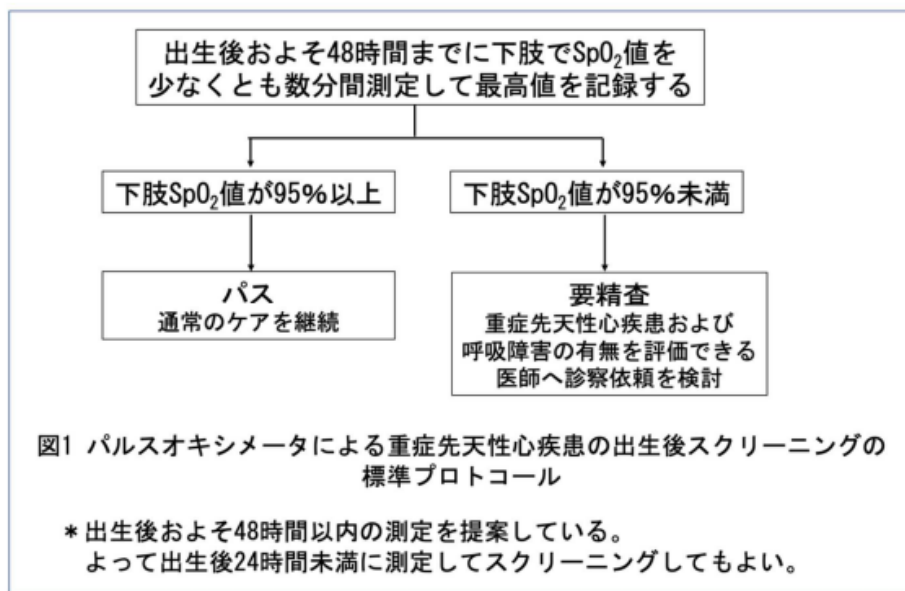 出生後およそ48時間までに下肢でSpO₂値を
少なくとも数分間測定して最高値を記録する
下肢SpO₂値が95%以上
下肢SpO₂値が95%未満
パス
通常のケアを継続
要精査
重症先天性心疾患および
呼吸障害の有無を評価できる
医師へ診察依頼を検討
図1 パルスオキシメータによる重症先天性心疾患の出生後スクリーニングの
標準プロトコール
*出生後およそ48時間以内の測定を提案している。
よって出生後24時間未満に測定してスクリーニングしてもよい。